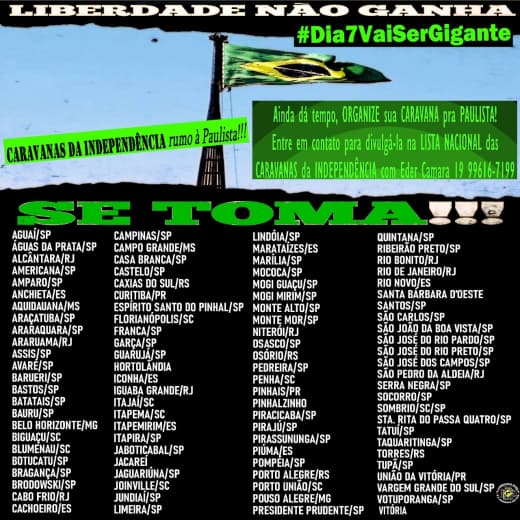 LIBERDADE NÃO GANHA
#Dia7VaiSerGigante
Ainda dá tempo, ORGANIZE sua CARAVANA pra PAULISTA!
Entre em contato para divulgá-la na LISTA NACIONAL das
CARAVANAS da INDEPENDÊNCIA com Eder Camara 19 99616-7199
CARAVANAS DA INDEPENDÊNCIA rumo à Paulista!!!
SE TOMA!!!
AGUAÍ/SP
ÁGUAS DA PRATA/SP
ALCÂNTARA/RJ
AMERICANA/SP
AMPARO/SP
ANCHIETA/ES
AQUIDAUANA/MS
ARAÇATUBA/SP
ARARAQUARA/SP
ARARUAMA/RJ
ASSIS/SP
AVARÉ/SP
BARUERI/SP
BASTOS/SP
BATATAIS/SP
BAURU/SP
BELO HORIZONTE/MG
BIGUAÇU/SC
BLUMENAU/SC
BOTUCATU/SP
BRAGANÇA/SP
BRODOWSKI/SP
CABO FRIO/RJ
CACHOEIRO/ES
CAMPINAS/SP
CAMPO GRANDE/MS
CASA BRANCA/SP
CASTELO/SP
CAXIAS DO SUL/RS
CURITIBA/PR
ESPÍRITO SANTO DO PINHAL/SP
FLORIANÓPOLIS/SC
FRANCA/SP
GARÇA/SP
GUARUJÁ/SP
HORTOLÂNDIA
ICONHA/ES
IGUABA GRANDE/RJ
ITAJAÍ/SC
ITAPEMA/SC
ITAPEMIRIM/ES
ITAPIRA/SP
JABOTICABAL/SP
JACAREÍ
JAGUARIÚNA/SP
JOINVILLE/SC
JUNDIAÍ/SP
LIMEIRA/SP
LINDÓIA/SP
MARATAÍZES/ES
MARÍLIA/SP
MOCOCA/SP
MOGI GUAÇU/SP
MOGI MIRIM/SP
MONTE ALTO/SP
MONTE MOR/SP
NITERÓI/RJ
OSASCO/SP
OSÓRIO/RS
PEDREIRA/SP
PENHA/SC
PINHAIS/PR
PINHALZINHO
PIRACICABA/SP
PIRAJÚ/SP
PIRASSUNUNGA/SP
PIÚMA/ES
POMPÉIA/SP
PORTO ALEGRE/RS
PORTO UNIÃO/SC
POUSO ALEGRE/MG
PRESIDENTE PRUDENTE/SP
QUINTANA/SP
RIBEIRÃO PRETO/SP
RIO BONITO/RJ
RIO DE JANEIRO/RJ
RIO NOVO/ES
SANTA BÁRBARA D'OESTE
SANTOS/SP
SÃO CARLOS/SP
SÃO JOÃO DA BOA VISTA/SP
SÃO JOSÉ DO RIO PARDO/SP
SÃO JOSÉ DO RIO PRETO/SP
SÃO JOSÉ DOS CAMPOS/SP
SÃO PEDRO DA ALDEIA/RJ
SERRA NEGRA/SP
SOCORRO/SP
SOMBRIO/SC/SP
STA. RITA DO PASSA QUATRO/SP
TATUÍ/SP
TAQUARITINGA/SP
TORRES/RS
TUPÃ/SP
UNIÃO DA VITÓRIA/PR
VARGEM GRANDE DO SUL/SP
VOTUPORANGA/SP
VITÓRIA